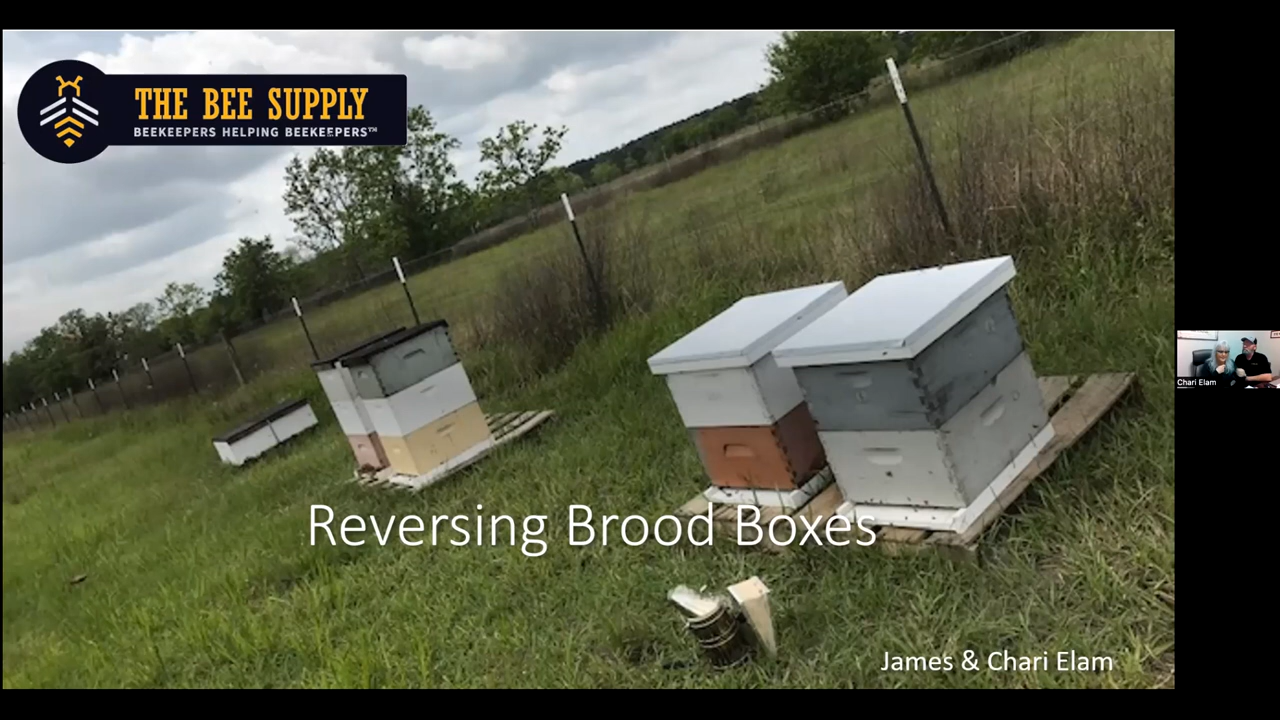 THE BEE SUPPLY
BEEKEEPERS HELPING BEEKEEPERS™
Reversing Brood Boxes
James & Chari Elam
Chari Elam